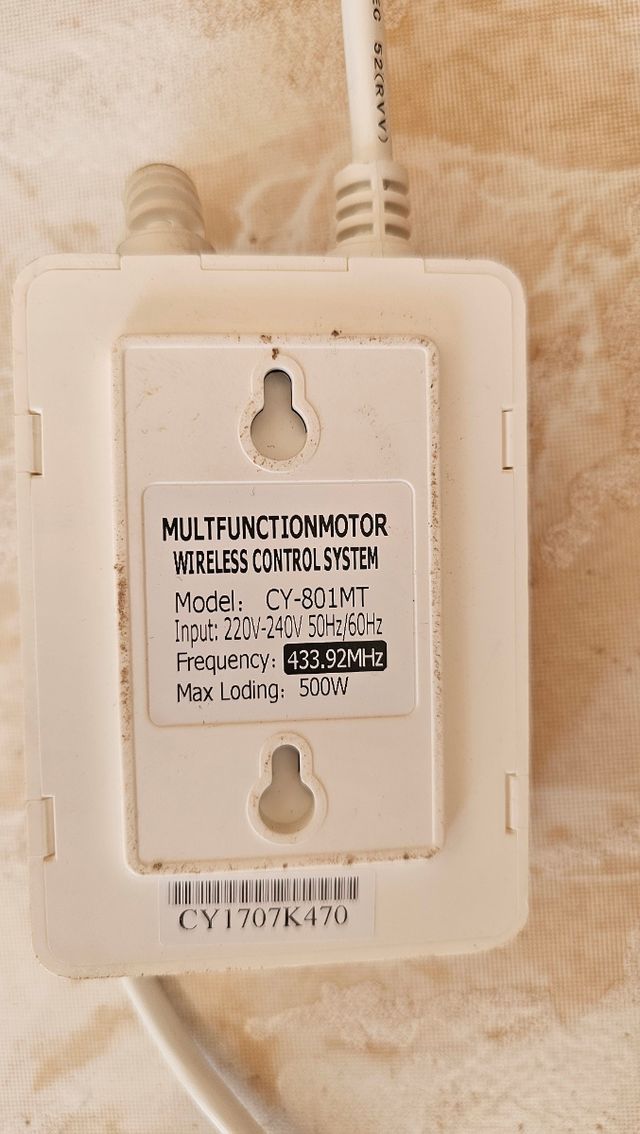 EC 52(RVV)
MULTFUNCTIONMOTOR
WIRELESS CONTROL SYSTEM
Model: CY-801MT
Input: 220V-240V 50Hz/60Hz
Frequency: 433.92MHz
Max Loding: 500W
CY1707K470